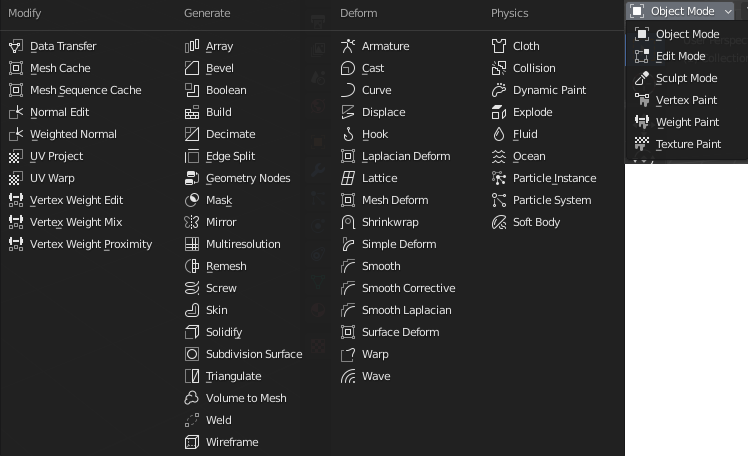 Modify
Data Transfer
Mesh Cache
Mesh Sequence Cache
Normal Edit
Weighted Normal
UV Project
UV Warp
Vertex Weight Edit
Vertex Weight Mix
Vertex Weight Proximity
Generate
Array
Bevel
Boolean
Build
Decimate
Edge Split
Geometry Nodes
Mask
Mirror
Multiresolution
Remesh
Screw
Skin
Solidify
Subdivision Surface
Triangulate
Volume to Mesh
Weld
Wireframe
Deform
Armature
Cast
Curve
Displace
Hook
Laplacian Deform
Lattice
Mesh Deform
Shrinkwrap
Simple Deform
Smooth
Smooth Corrective
Smooth Laplacian
Surface Deform
Warp
Wave
Physics
Cloth
Collision
Dynamic Paint
Explode
Fluid
Ocean
Particle Instance
Particle System
Soft Body
Object Mode
Object Mode
Edit Mode
Sculpt Mode
Vertex Paint
Weight Paint
Texture Paint